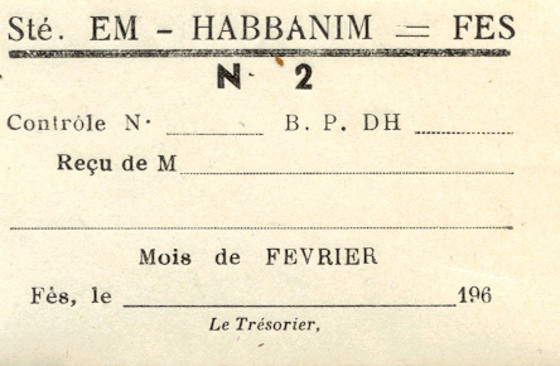 Sté. EM - HABBANIM = FES
N· 2
Contrôle N· B. P. DH
Reçu de M
Mois de FEVRIER
Fès, le 196
Le Trésorier,